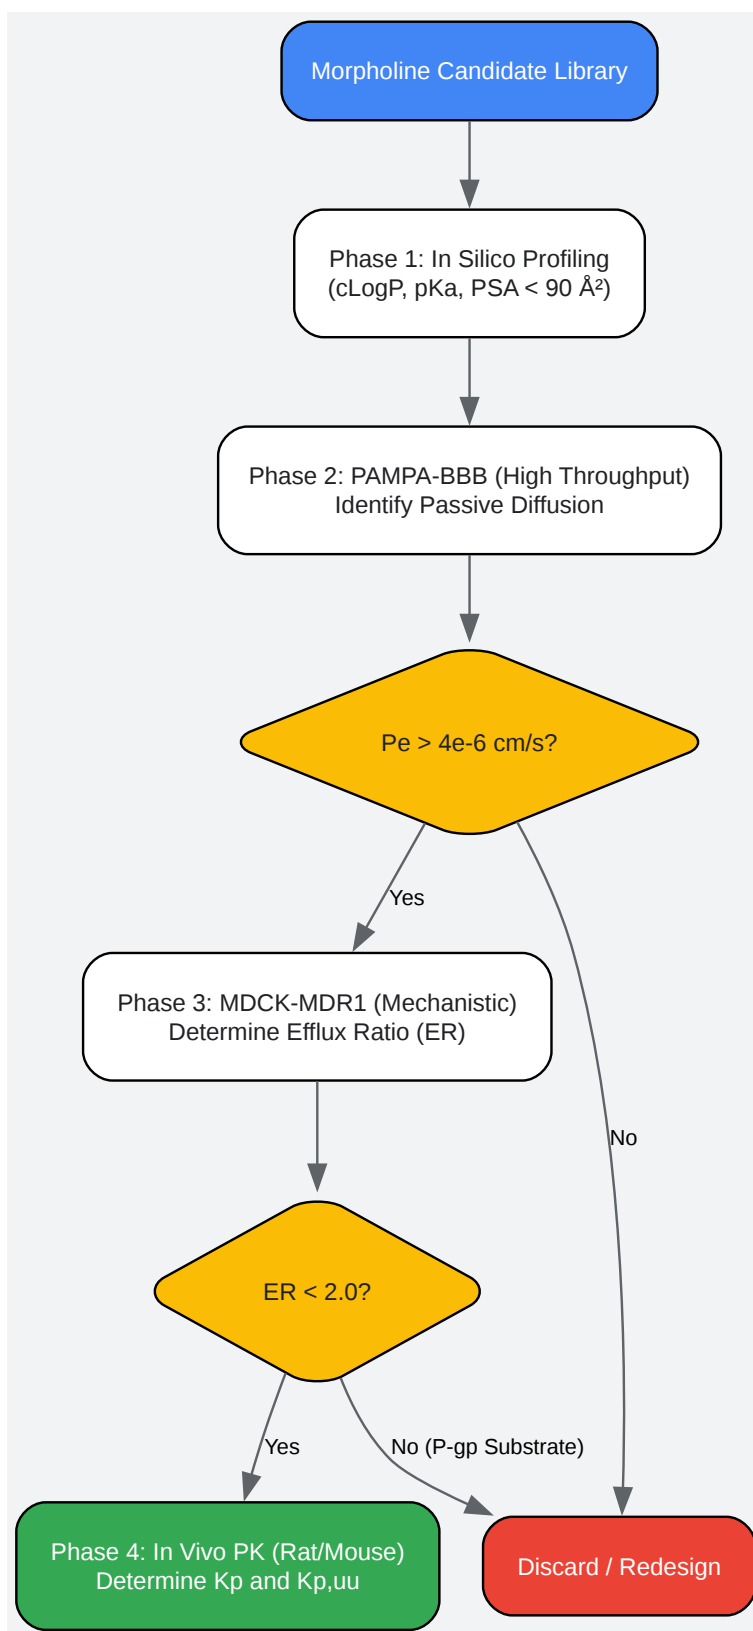 Morpholine Candidate Library
Phase 1: In Silico Profiling
(cLogP, pKa, PSA < 90 Å²)
Phase 2: PAMPA-BBB (High Throughput)
Identify Passive Diffusion
Pe > 4e-6 cm/s?
Yes
Phase 3: MDCK-MDR1 (Mechanistic)
Determine Efflux Ratio (ER)
No
ER < 2.0?
Yes
No (P-gp Substrate)
Phase 4: In Vivo PK (Rat/Mouse)
Determine Kp and Kp,uu
Discard / Redesign